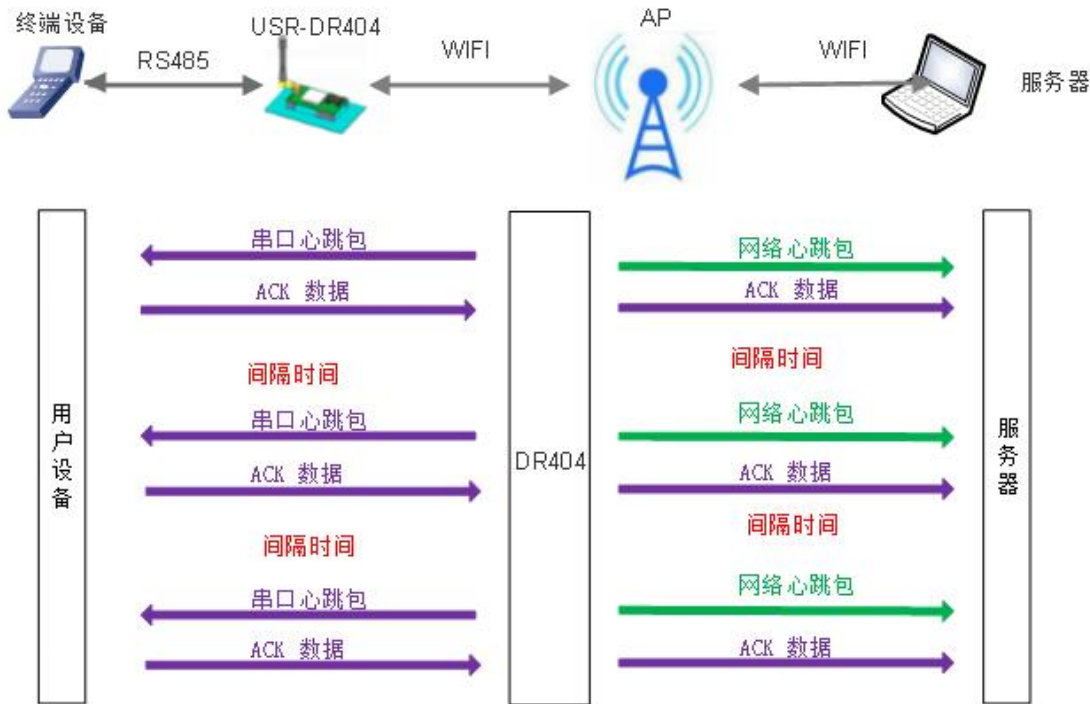 终端设备
USR-DR404
AP
RS485
WIFI
WIFI
服务器
串口心跳包
网络心跳包
ACK 数据
ACK 数据
间隔时间
间隔时间
串口心跳包
网络心跳包
用户设备
DR404
服务器
ACK 数据
ACK 数据
间隔时间
间隔时间
串口心跳包
网络心跳包
ACK 数据
ACK 数据